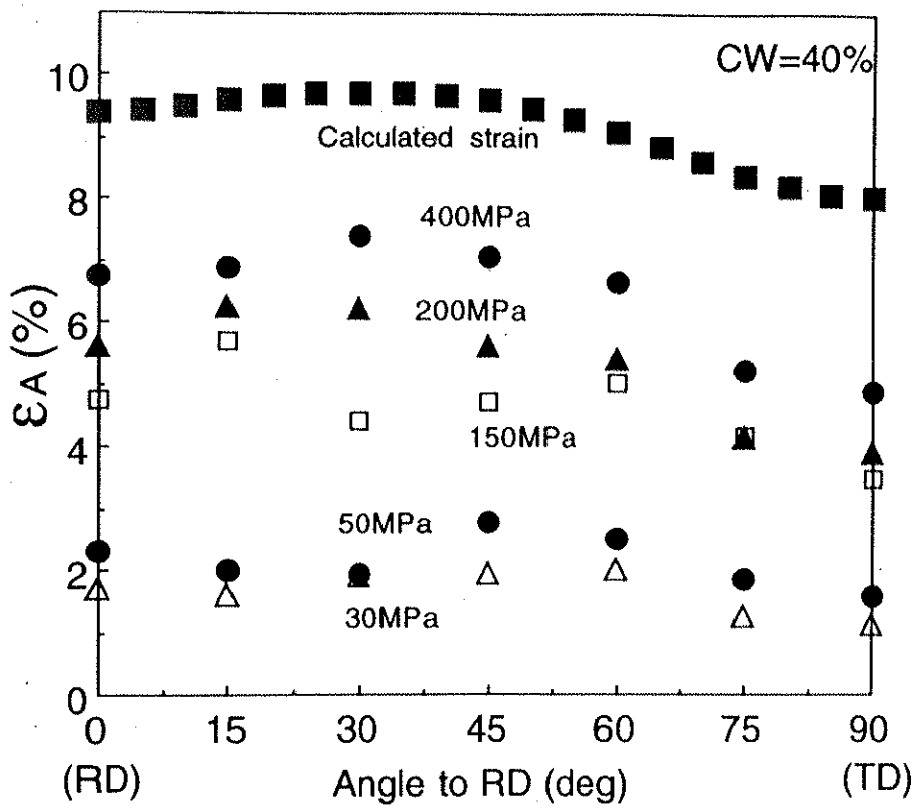 CW=40%
10
8
6
4
2
0
εA (%)
Calculated strain
400MPa
200MPa
150MPa
50MPa
30MPa
0 15 30 45 60 75 90
(RD) Angle to RD (deg) (TD)